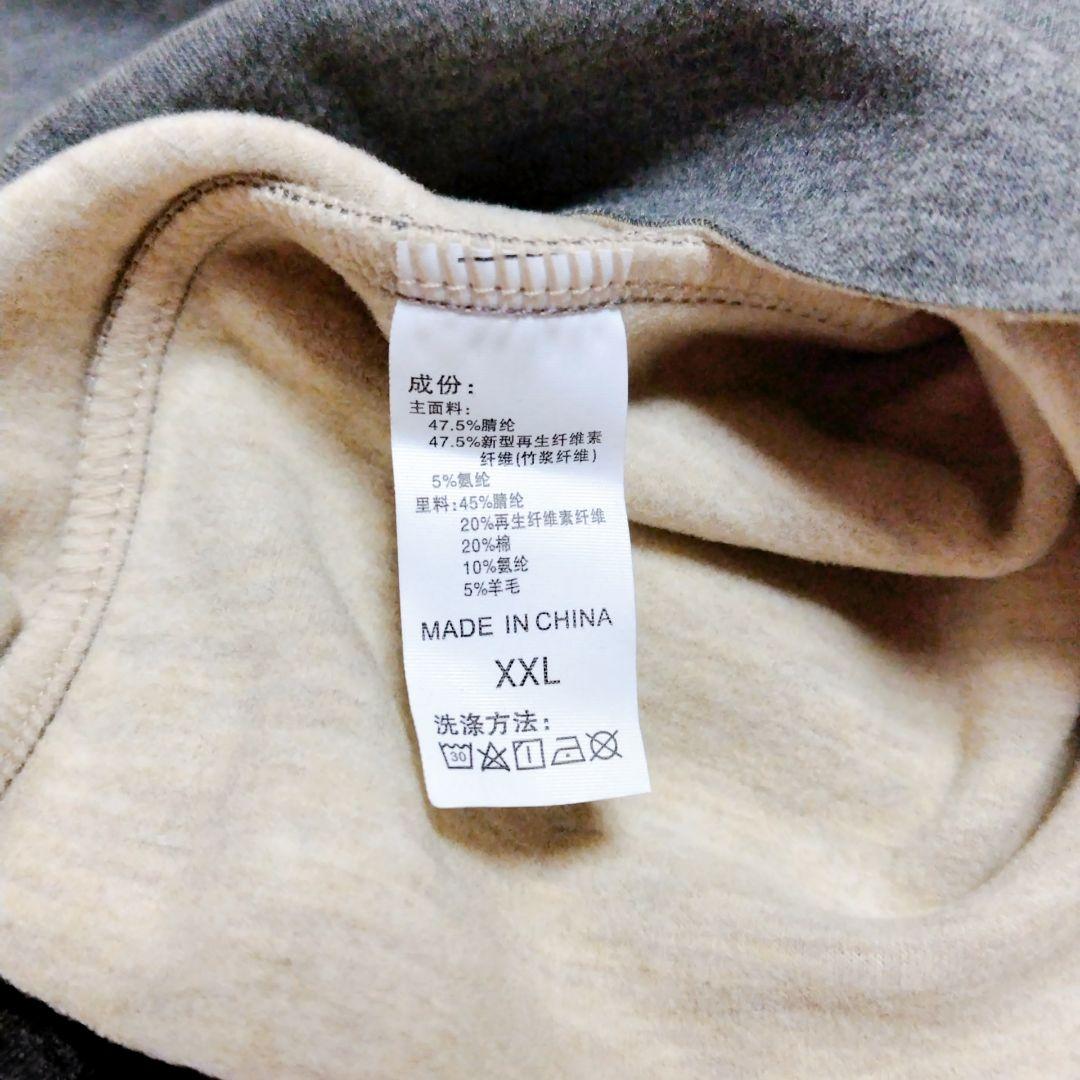 成份：
主面料：
47.5%腈纶
47.5%新型再生纤维素
纤维(竹浆纤维)
5%氨纶
里料:45%腈纶
20%再生纤维素纤维
20%棉
10%氨纶
5%羊毛
MADE IN CHINA
XXL
洗涤方法：
30